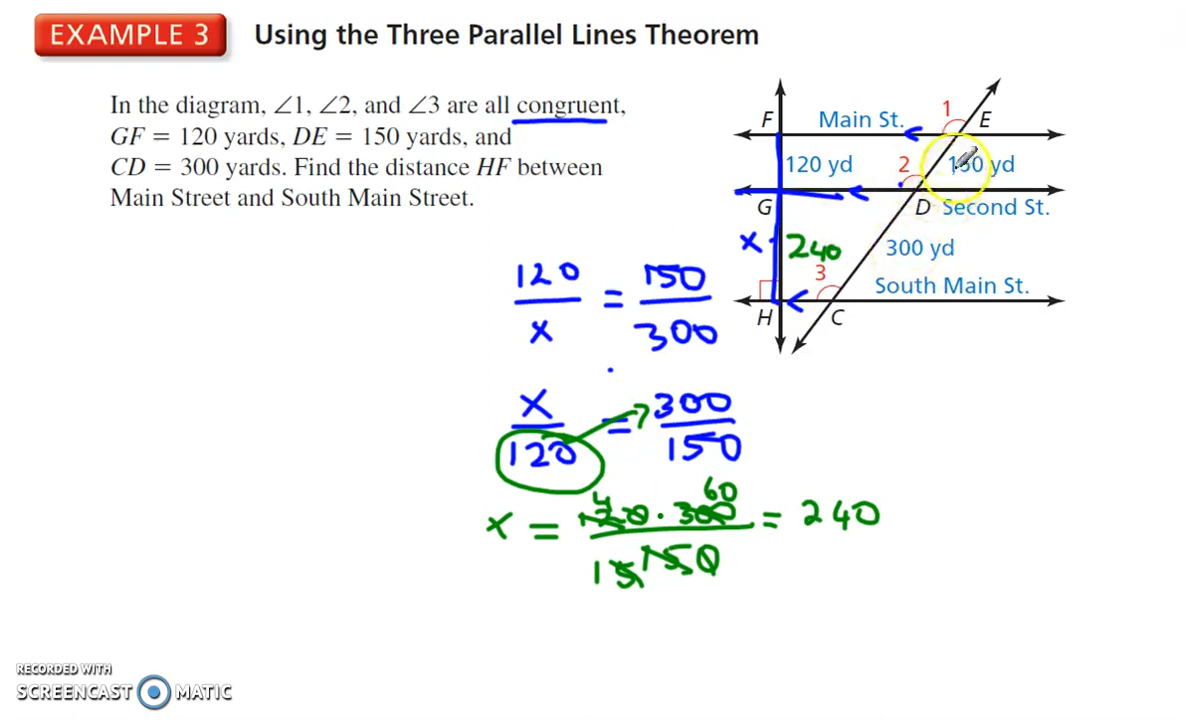 EXAMPLE 3 Using the Three Parallel Lines Theorem
In the diagram, ∠1, ∠2, and ∠3 are all congruent,
GF = 120 yards, DE = 150 yards, and
CD = 300 yards. Find the distance HF between
Main Street and South Main Street.
F Main St. 1 E
120 yd 2 150 yd
G D Second St.
x 240 300 yd
3 South Main St.
H C
120/x = 150/300
x/120 = 300/150
4 60
x = 120 · 300 / 15 150 = 240
RECORDED WITH
SCREENCAST MATIC